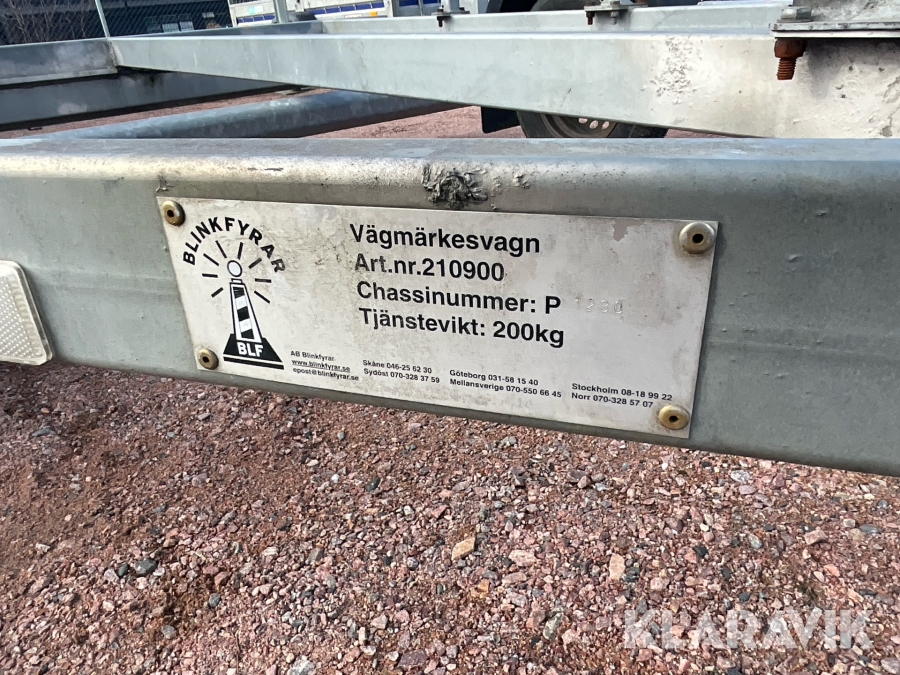 BLINKFYRAR
BLF
Vägmärkesvagn
Art.nr.210900
Chassinummer: P 1290
Tjänstevikt: 200kg
AB Blinkfyrar
www.blinkfyrar.se
epost@blinkfyrar.se
Skåne 046-25 52 30
Sydöst 070-328 37 59
Göteborg 031-58 15 40
Mellansverige 070-550 66 45
Stockholm 08-18 99 22
Norr 070-328 57 07
KLARAVIK